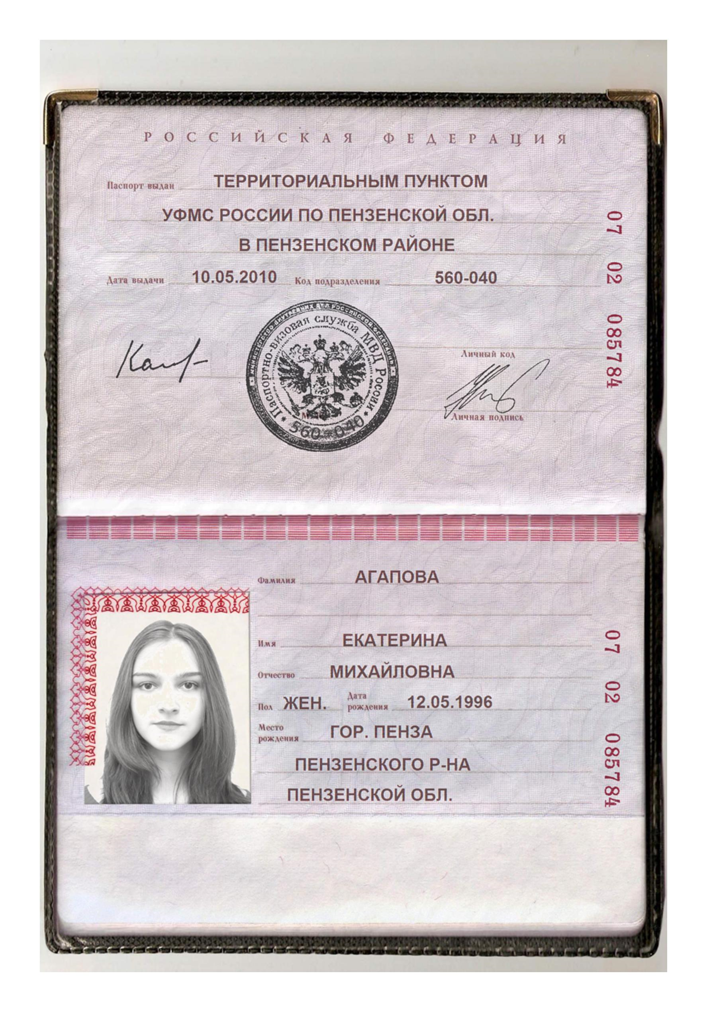 РОССИЙСКАЯ ФЕДЕРАЦИЯ
Паспорт выдан ТЕРРИТОРИАЛЬНЫМ ПУНКТОМ
УФМС РОССИИ ПО ПЕНЗЕНСКОЙ ОБЛ.
В ПЕНЗЕНСКОМ РАЙОНЕ
Дата выдачи 10.05.2010 Код подразделения 560-040
07 02 085784
Паспортно-визовая служба МВД России
560-040
Личный код
Личная подпись
Фамилия АГАПОВА
Имя ЕКАТЕРИНА
Отчество МИХАЙЛОВНА
Пол ЖЕН. Дата рождения 12.05.1996
Место рождения ГОР. ПЕНЗА
ПЕНЗЕНСКОГО Р-НА
ПЕНЗЕНСКОЙ ОБЛ.
07 02 085784